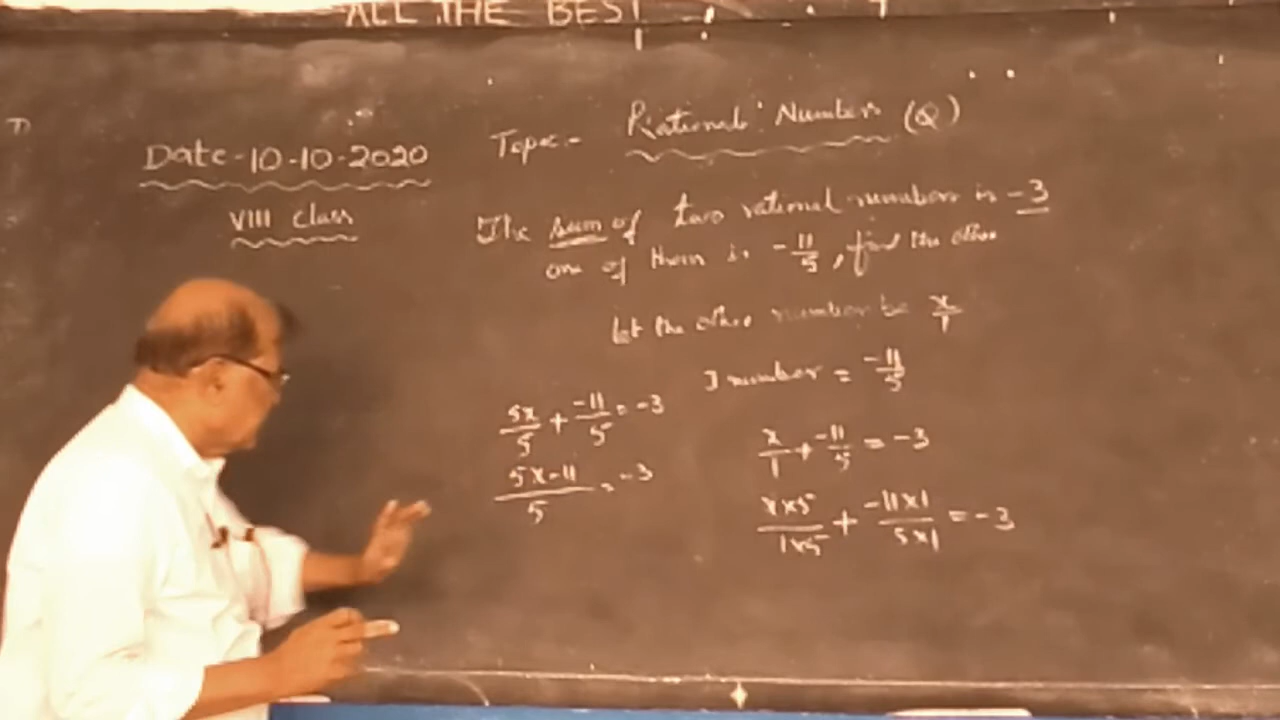 ALL THE BEST
Date-10-10-2020
VIII Class
Topic:- Rational Numbers (Q)
The sum of two rational numbers is -3
one of them is -11/5, find the other
Let the other number be x/1
I number = -11/5
x/1 + -11/5 = -3
x×5/1×5 + -11×1/5×1 = -3
5x/5 + -11/5 = -3
5x-11/5 = -3